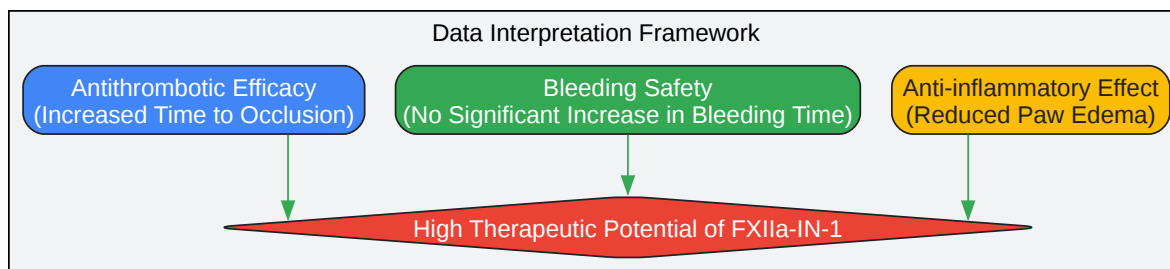 Data Interpretation Framework
Antithrombotic Efficacy
(Increased Time to Occlusion)
Bleeding Safety
(No Significant Increase in Bleeding Time)
Anti-inflammatory Effect
(Reduced Paw Edema)
High Therapeutic Potential of FXIIa-IN-1